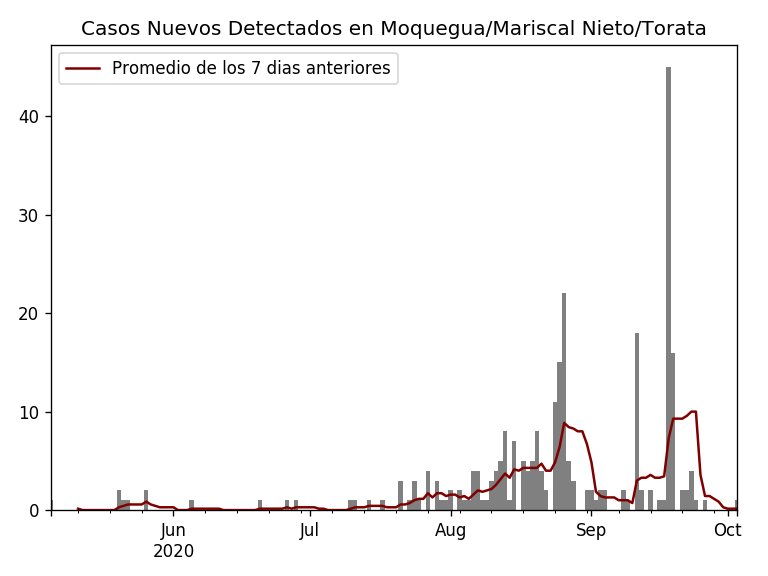 Casos Nuevos Detectados en Moquegua/Mariscal Nieto/Torata
Promedio de los 7 dias anteriores
40
30
20
10
0
Jun Jul Aug Sep Oct
2020